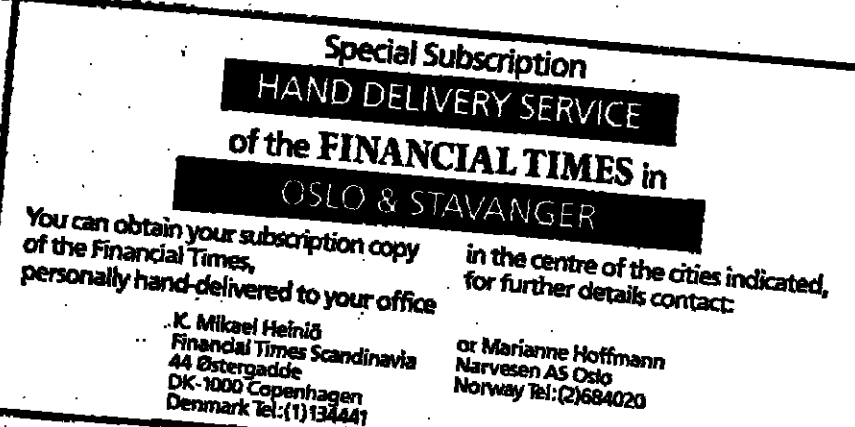 Special Subscription
HAND DELIVERY SERVICE
of the FINANCIAL TIMES in
OSLO & STAVANGER
You can obtain your subscription copy
of the Financial Times,
personally hand-delivered to your office
in the centre of the cities indicated,
for further details contact:
K. Mikael Heiniö
Financial Times Scandinavia
44 Østergadde
DK-1000 Copenhagen
Denmark Tel:(1)134441
or Marianne Hoffmann
Narvesen AS Oslo
Norway Tel:(2)684020